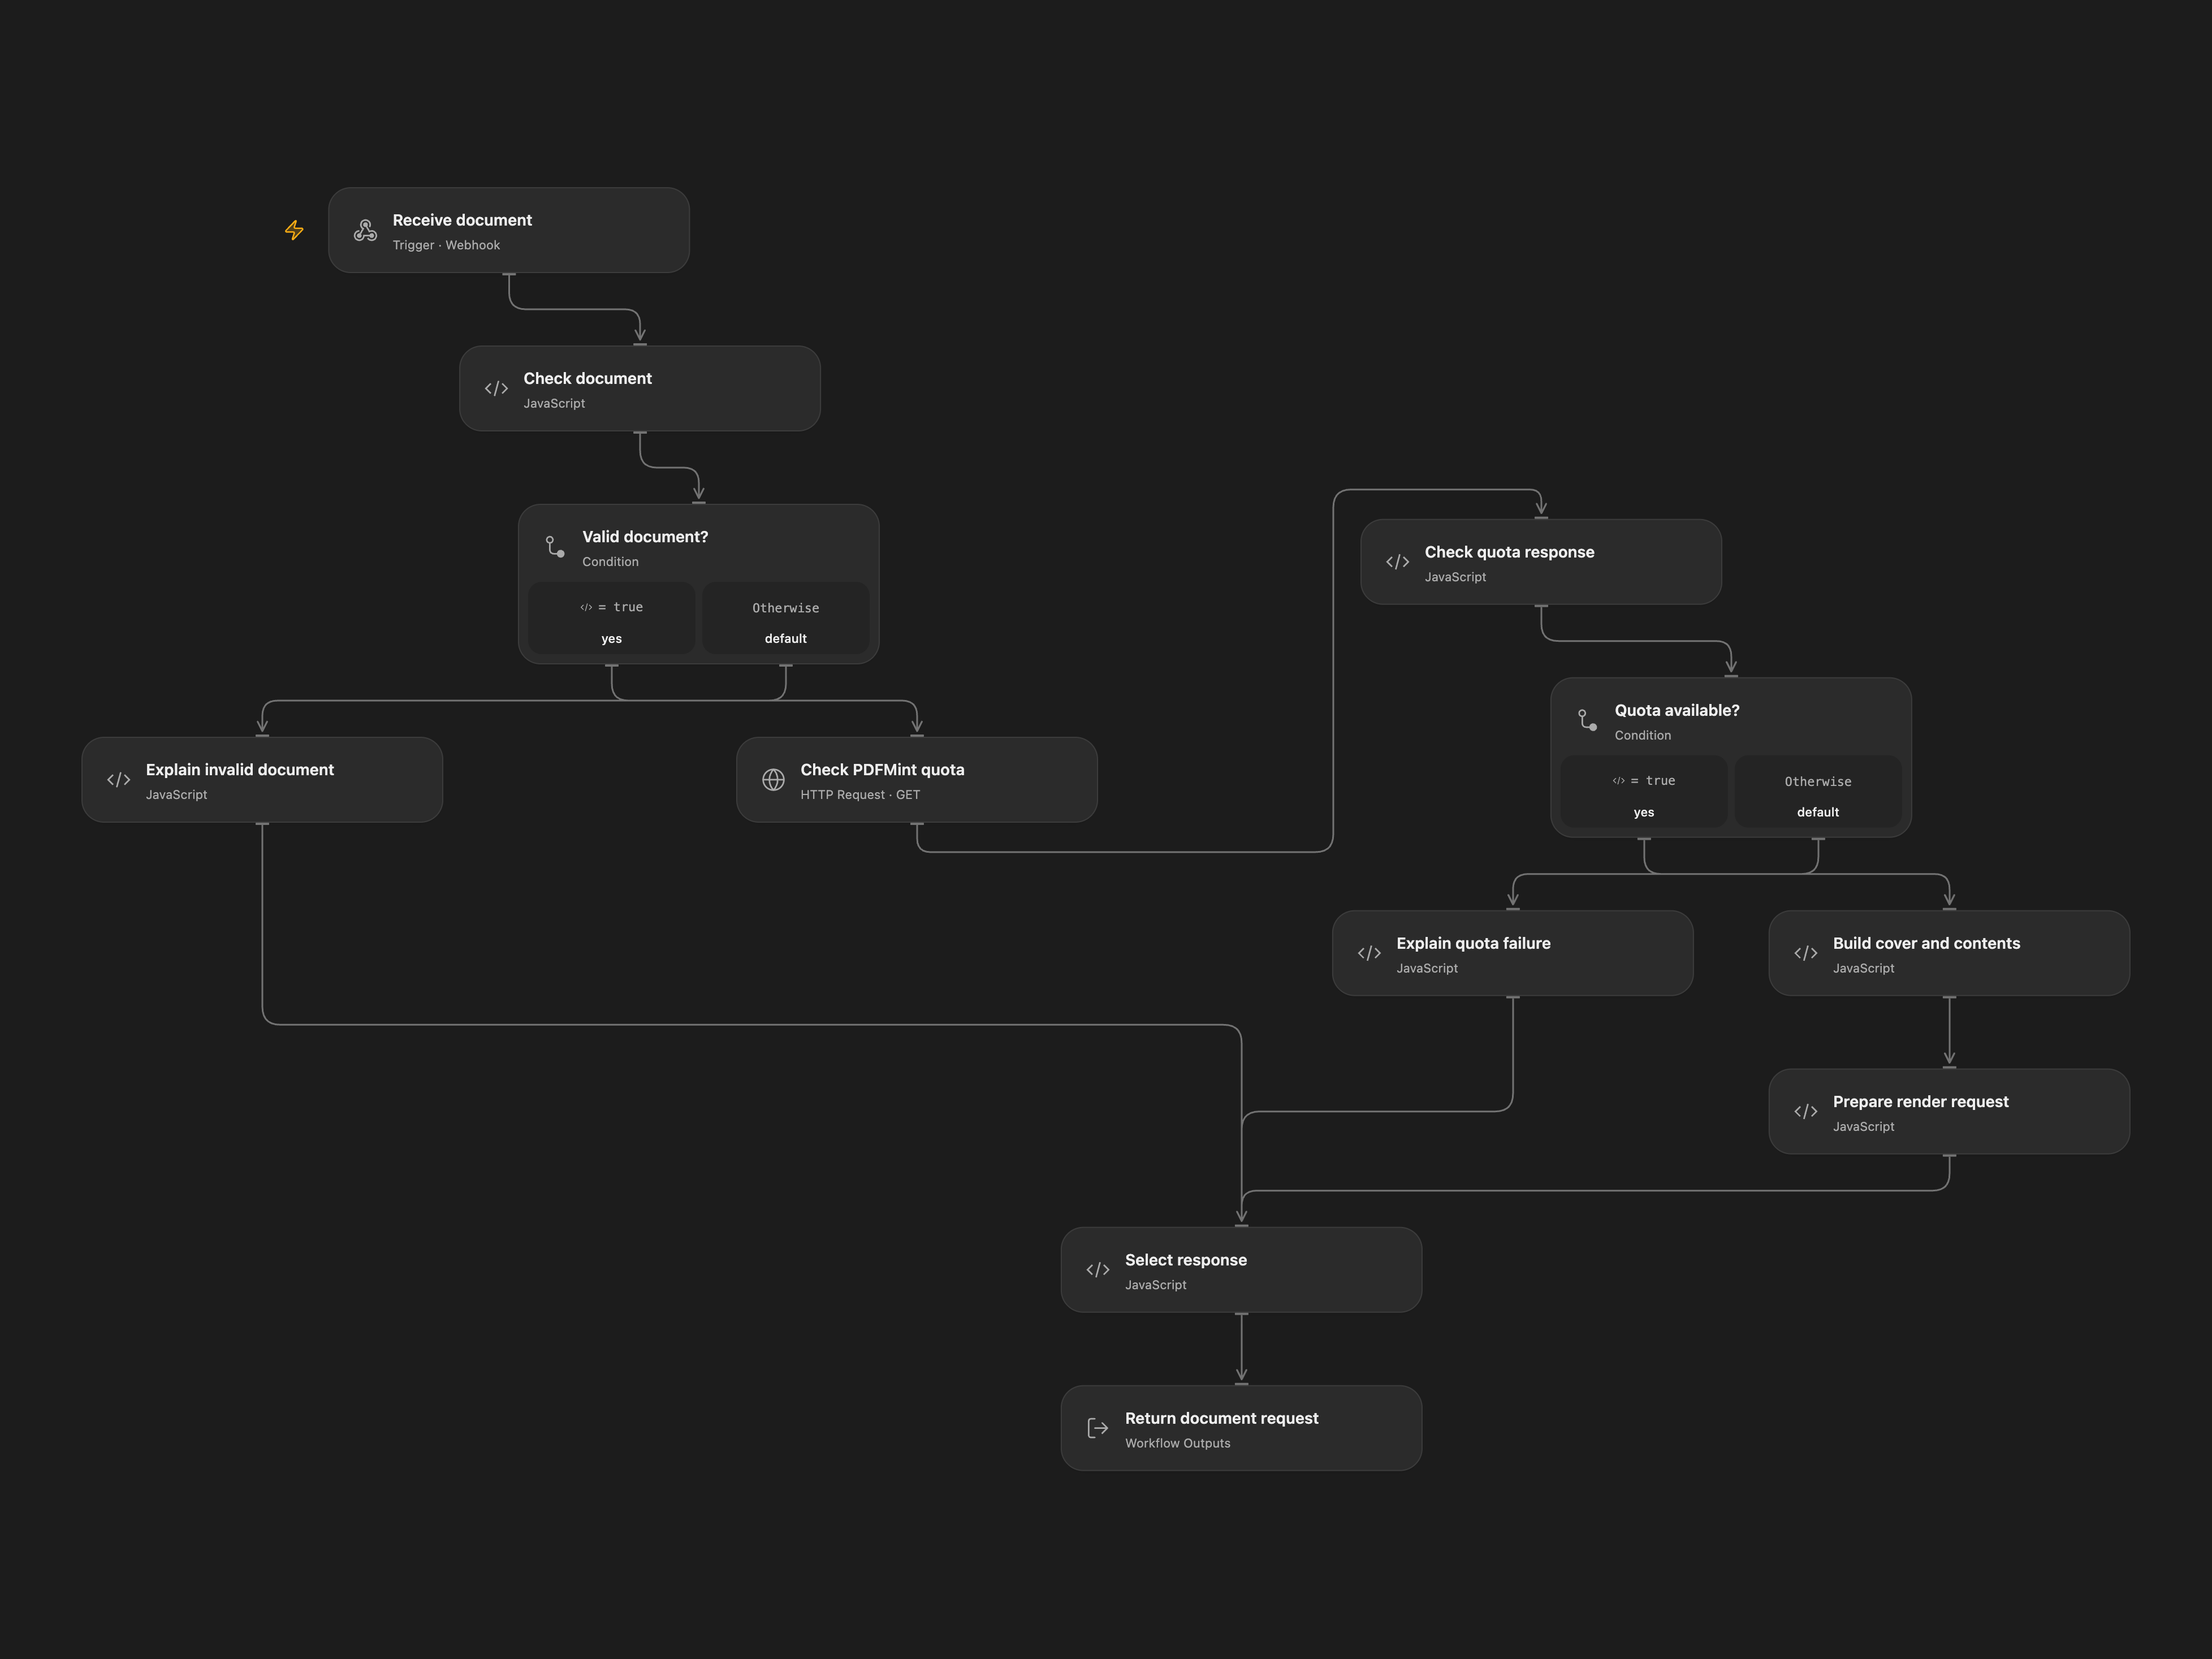 Receive document
Trigger · Webhook
Check document
JavaScript
Valid document?
Condition
</> = true
yes
Otherwise
default
Explain invalid document
JavaScript
Check PDFMint quota
HTTP Request · GET
Check quota response
JavaScript
Quota available?
Condition
</> = true
yes
Otherwise
default
Explain quota failure
JavaScript
Build cover and contents
JavaScript
Prepare render request
JavaScript
Select response
JavaScript
Return document request
Workflow Outputs